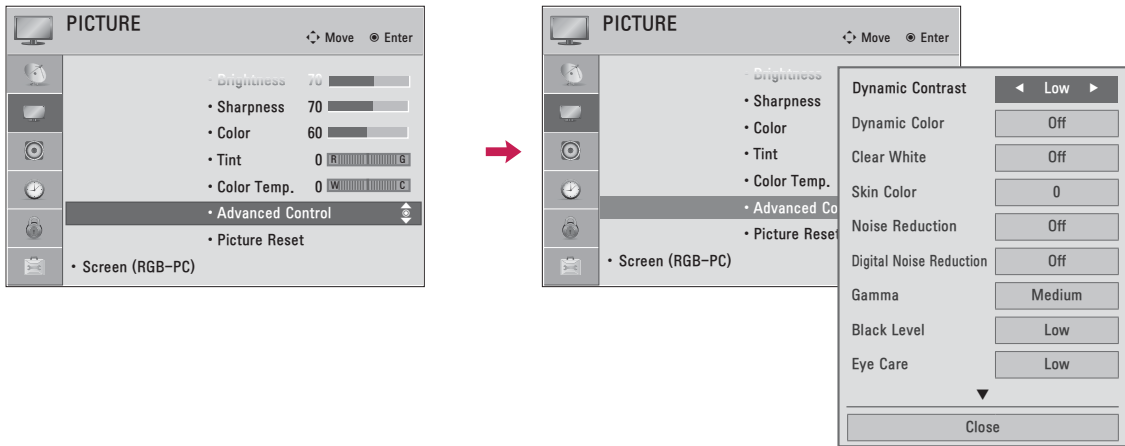 PICTURE
Move Enter
• Brightness 70
• Sharpness 70
• Color 60
• Tint 0 R G
• Color Temp. 0 W C
• Advanced Control
• Picture Reset
• Screen (RGB-PC)
PICTURE
Move Enter
• Brightness
• Sharpness
• Color
• Tint
• Color Temp.
• Advanced Co
• Picture Reset
• Screen (RGB-PC)
Dynamic Contrast ◀ Low ▶
Dynamic Color Off
Clear White Off
Skin Color 0
Noise Reduction Off
Digital Noise Reduction Off
Gamma Medium
Black Level Low
Eye Care Low
▼
Close